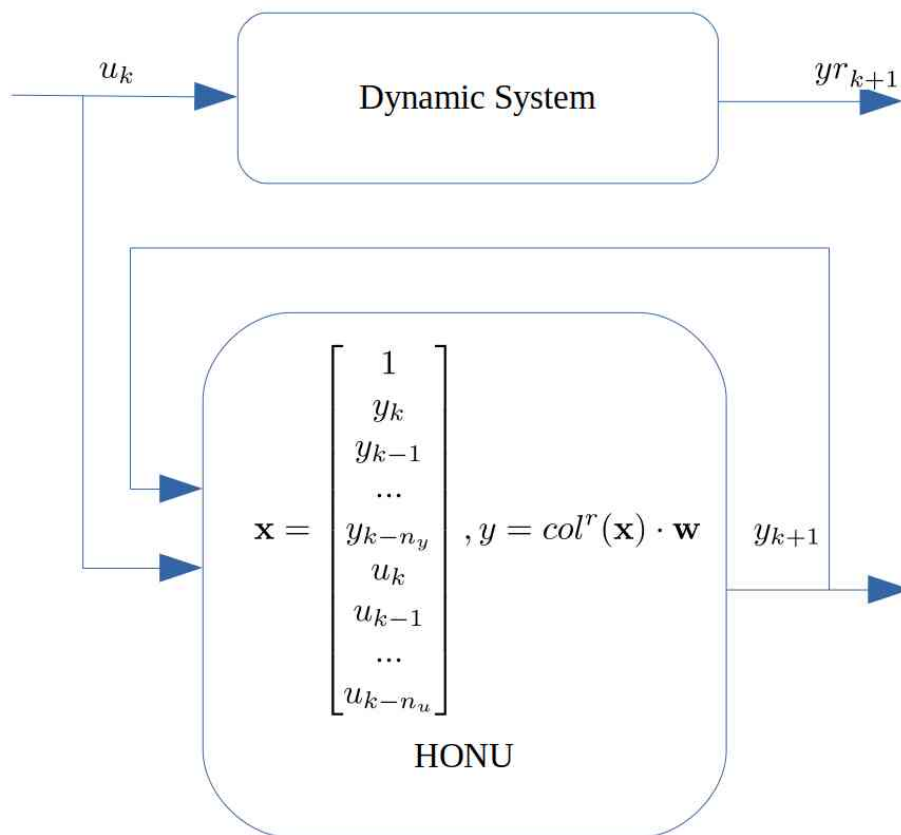 u_k
Dynamic System
yr_{k+1}
1
y_k
y_{k-1}
...
y_{k-n_y}
𝐱 = , y = col^r(𝐱) · 𝐰
u_k
u_{k-1}
...
u_{k-n_u}
y_{k+1}
HONU